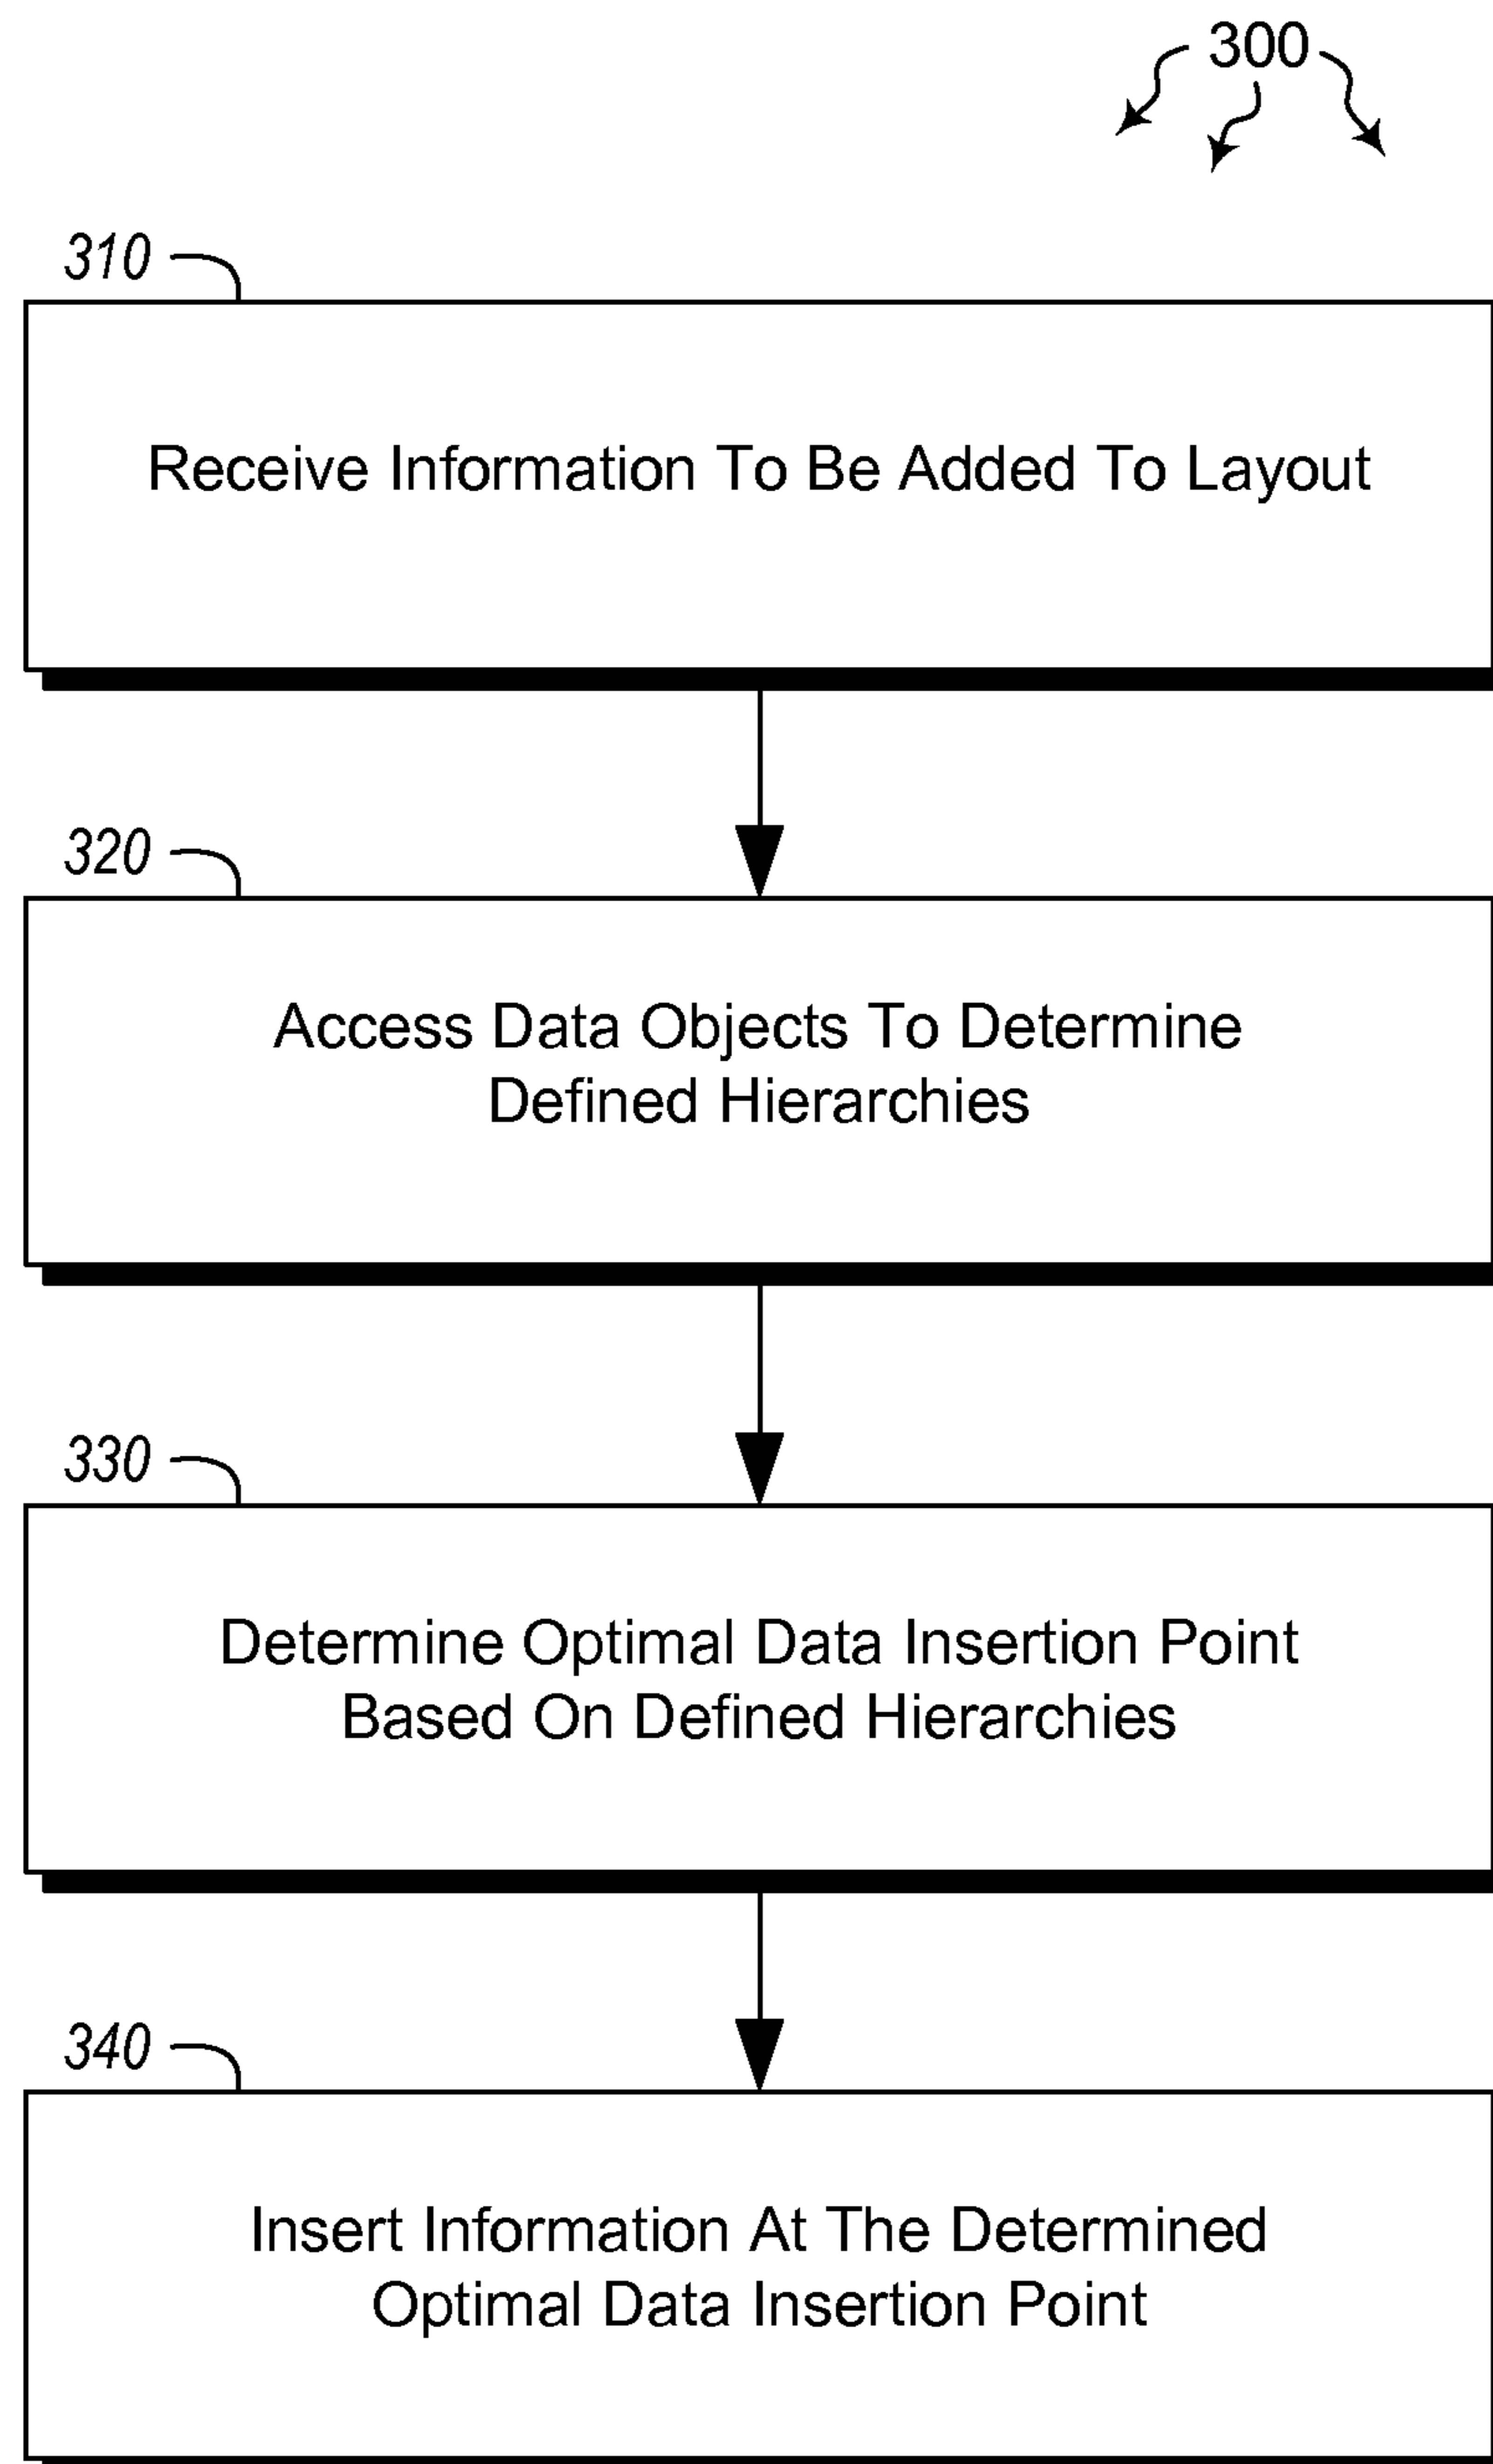 300
310
Receive Information To Be Added To Layout
320
Access Data Objects To Determine
Defined Hierarchies
330
Determine Optimal Data Insertion Point
Based On Defined Hierarchies
340
Insert Information At The Determined
Optimal Data Insertion Point